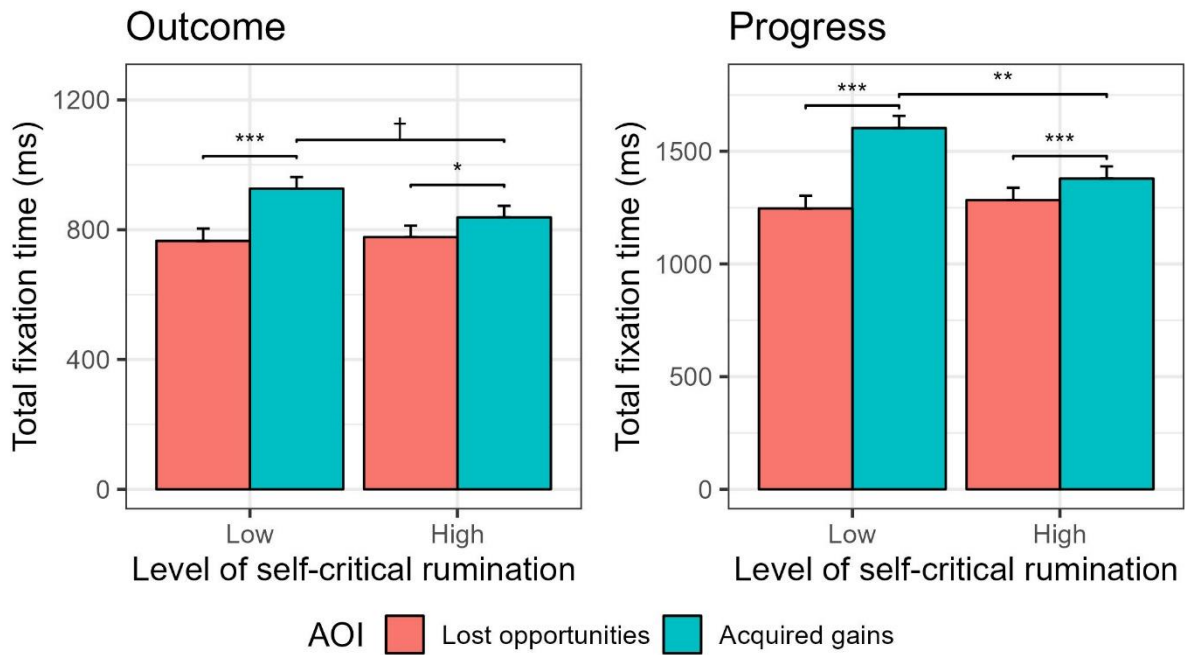 Outcome
Total fixation time (ms)
1200
800
400
0
***
†
*
Low
High
Level of self-critical rumination
Progress
Total fixation time (ms)
1500
1000
500
0
***
**
***
Low
High
Level of self-critical rumination
AOI Lost opportunities Acquired gains